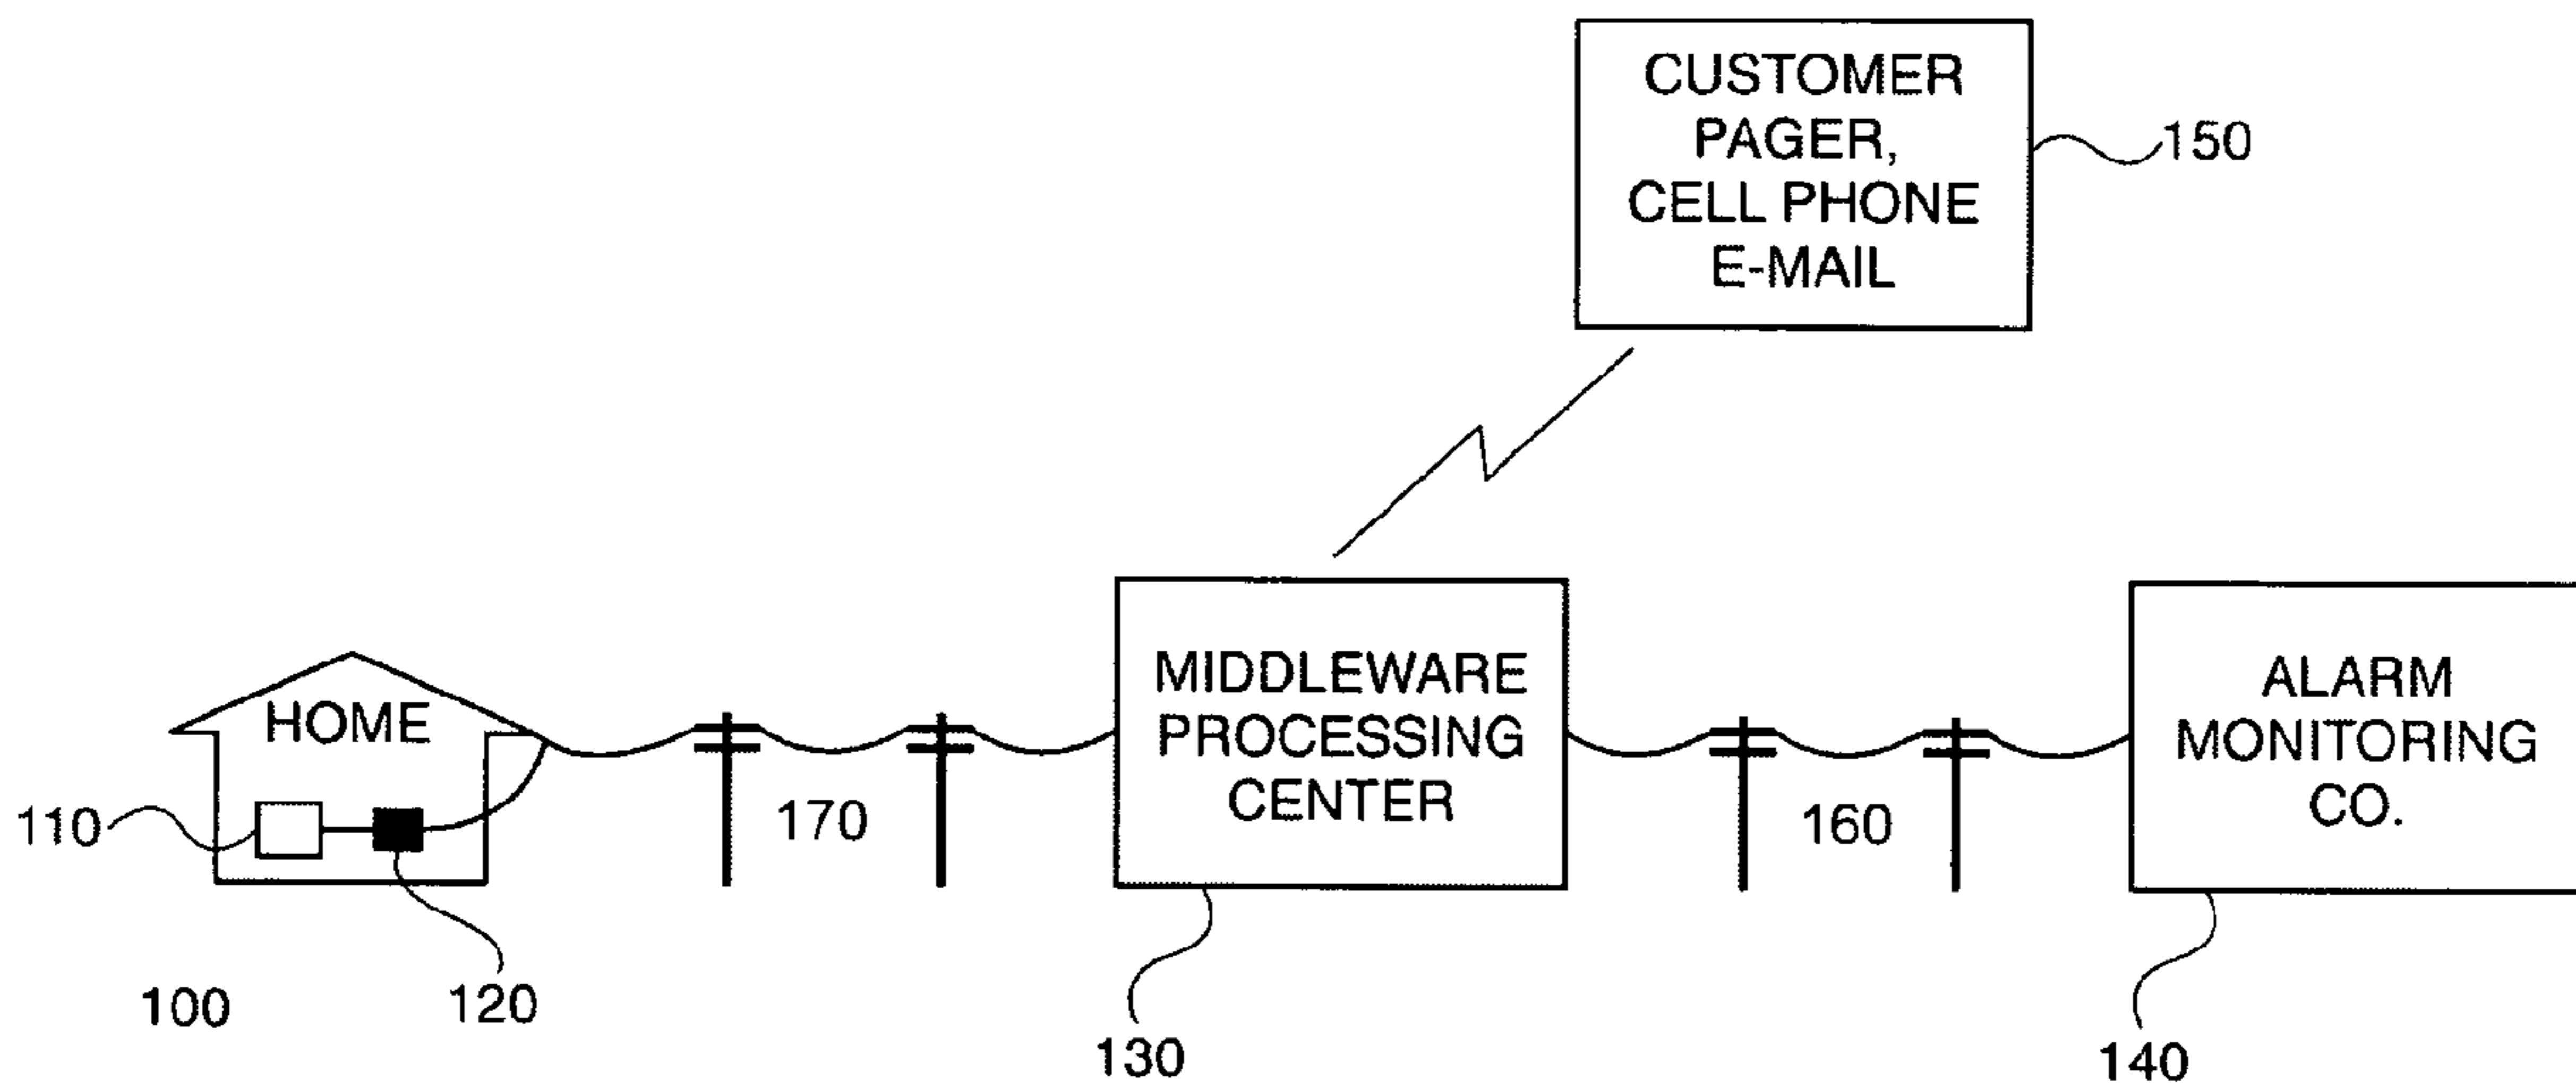 CUSTOMER
PAGER,
CELL PHONE
E-MAIL
150
HOME
MIDDLEWARE
PROCESSING
CENTER
ALARM
MONITORING
CO.
110
170
160
100
120
130
140